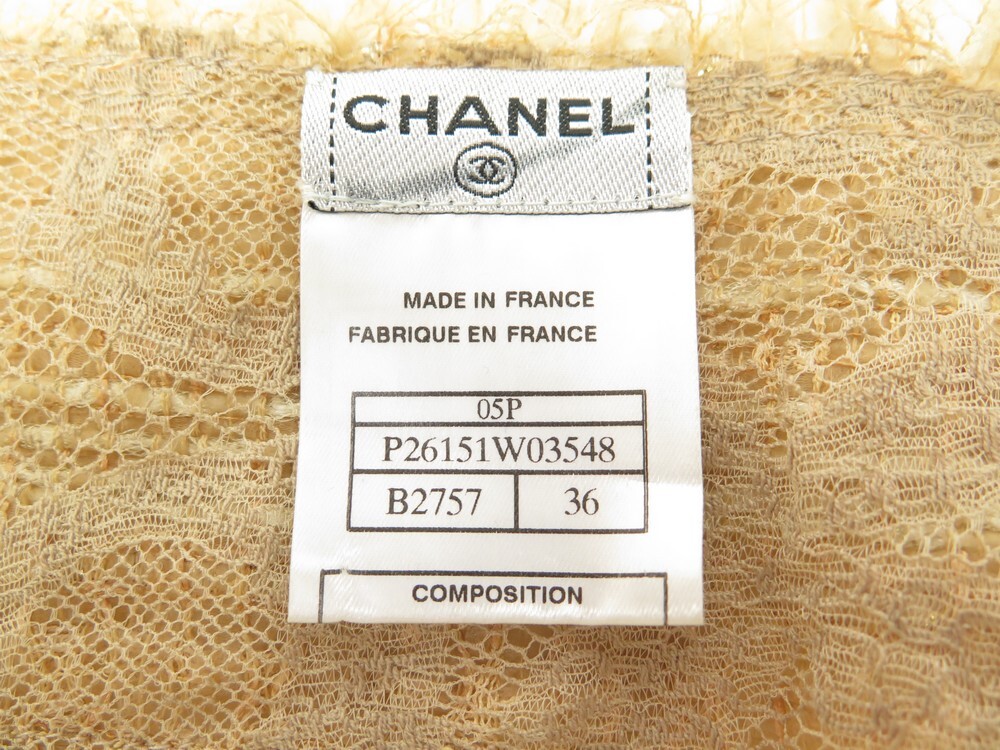 CHANEL
MADE IN FRANCE
FABRIQUE EN FRANCE
05P
P26151W03548
B2757 36
COMPOSITION